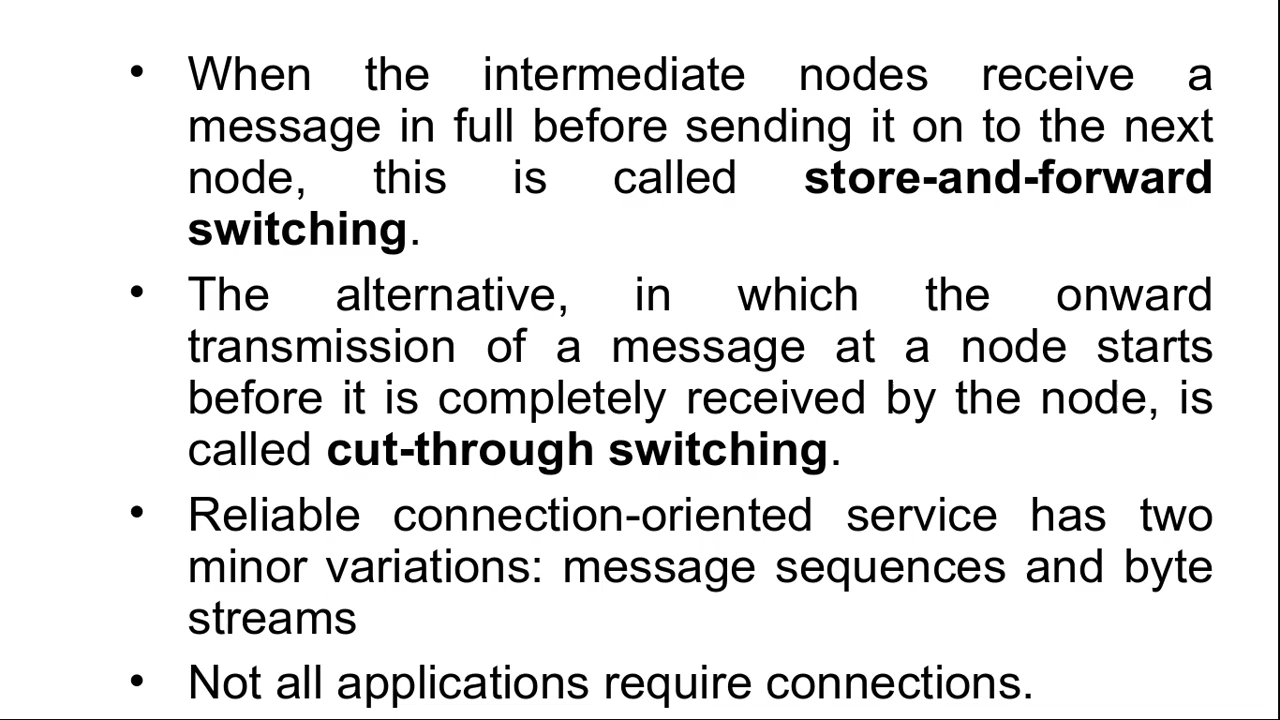 • When the intermediate nodes receive a
message in full before sending it on to the next
node, this is called store-and-forward
switching.
• The alternative, in which the onward
transmission of a message at a node starts
before it is completely received by the node, is
called cut-through switching.
• Reliable connection-oriented service has two
minor variations: message sequences and byte
streams
• Not all applications require connections.